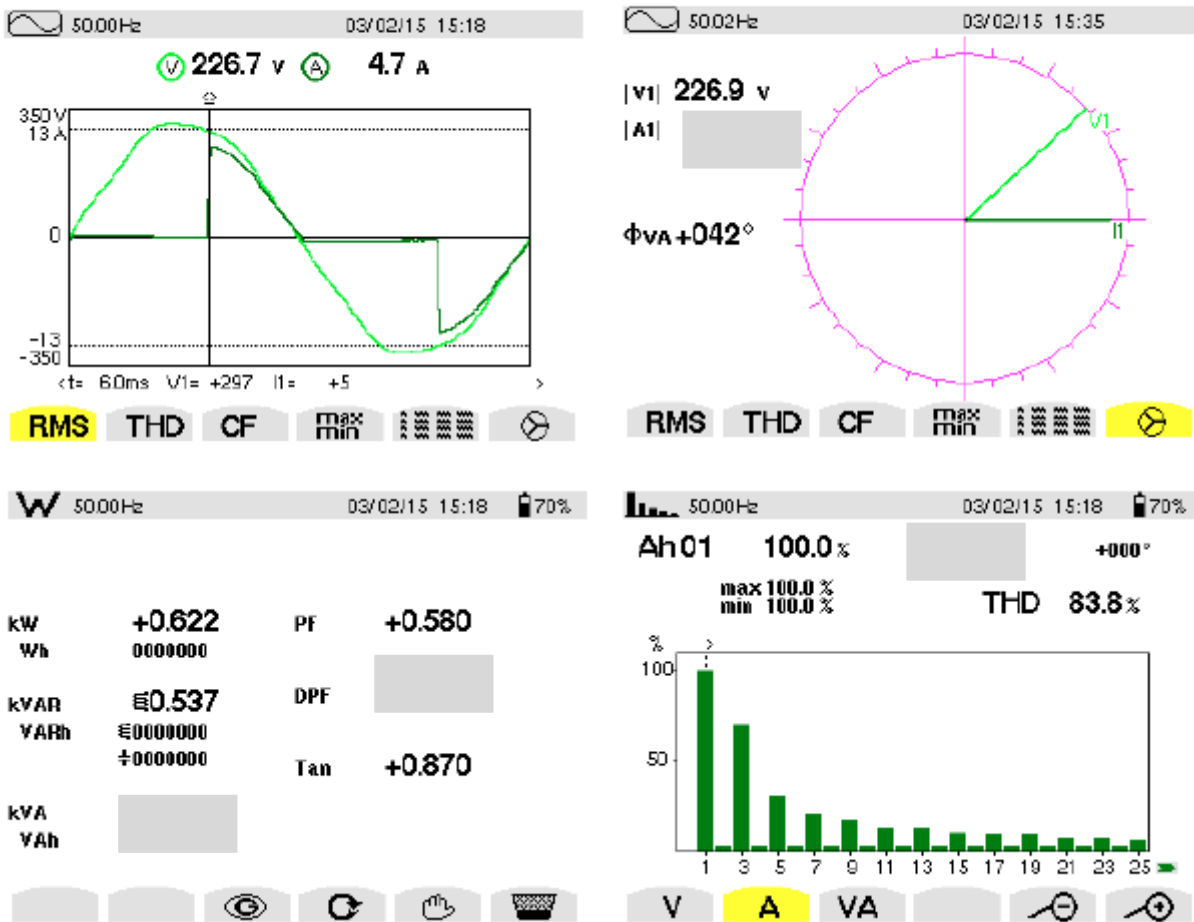 50.00Hz 03/02/15 15:18
V 226.7 V A 4.7 A
350 V
13 A
0
-13
-350
<t= 6.0ms V1= +297 I1= +5 >
RMS THD CF max min
50.02Hz 03/02/15 15:35
|V1| 226.9 V
|A1|
V1
I1
ΦVA +042°
RMS THD CF max min
W 50.00Hz 03/02/15 15:18 70%
kW +0.622 PF +0.580
Wh 0000000
kVAR 0.537 DPF
VARh 0000000
0000000
Tan +0.870
kVA
VAh
50.00Hz 03/02/15 15:18 70%
Ah 01 100.0 % +000°
max 100.0 %
min 100.0 %
THD 83.8 %
%
100
50
1 3 5 7 9 11 13 15 17 19 21 23 25
V A VA